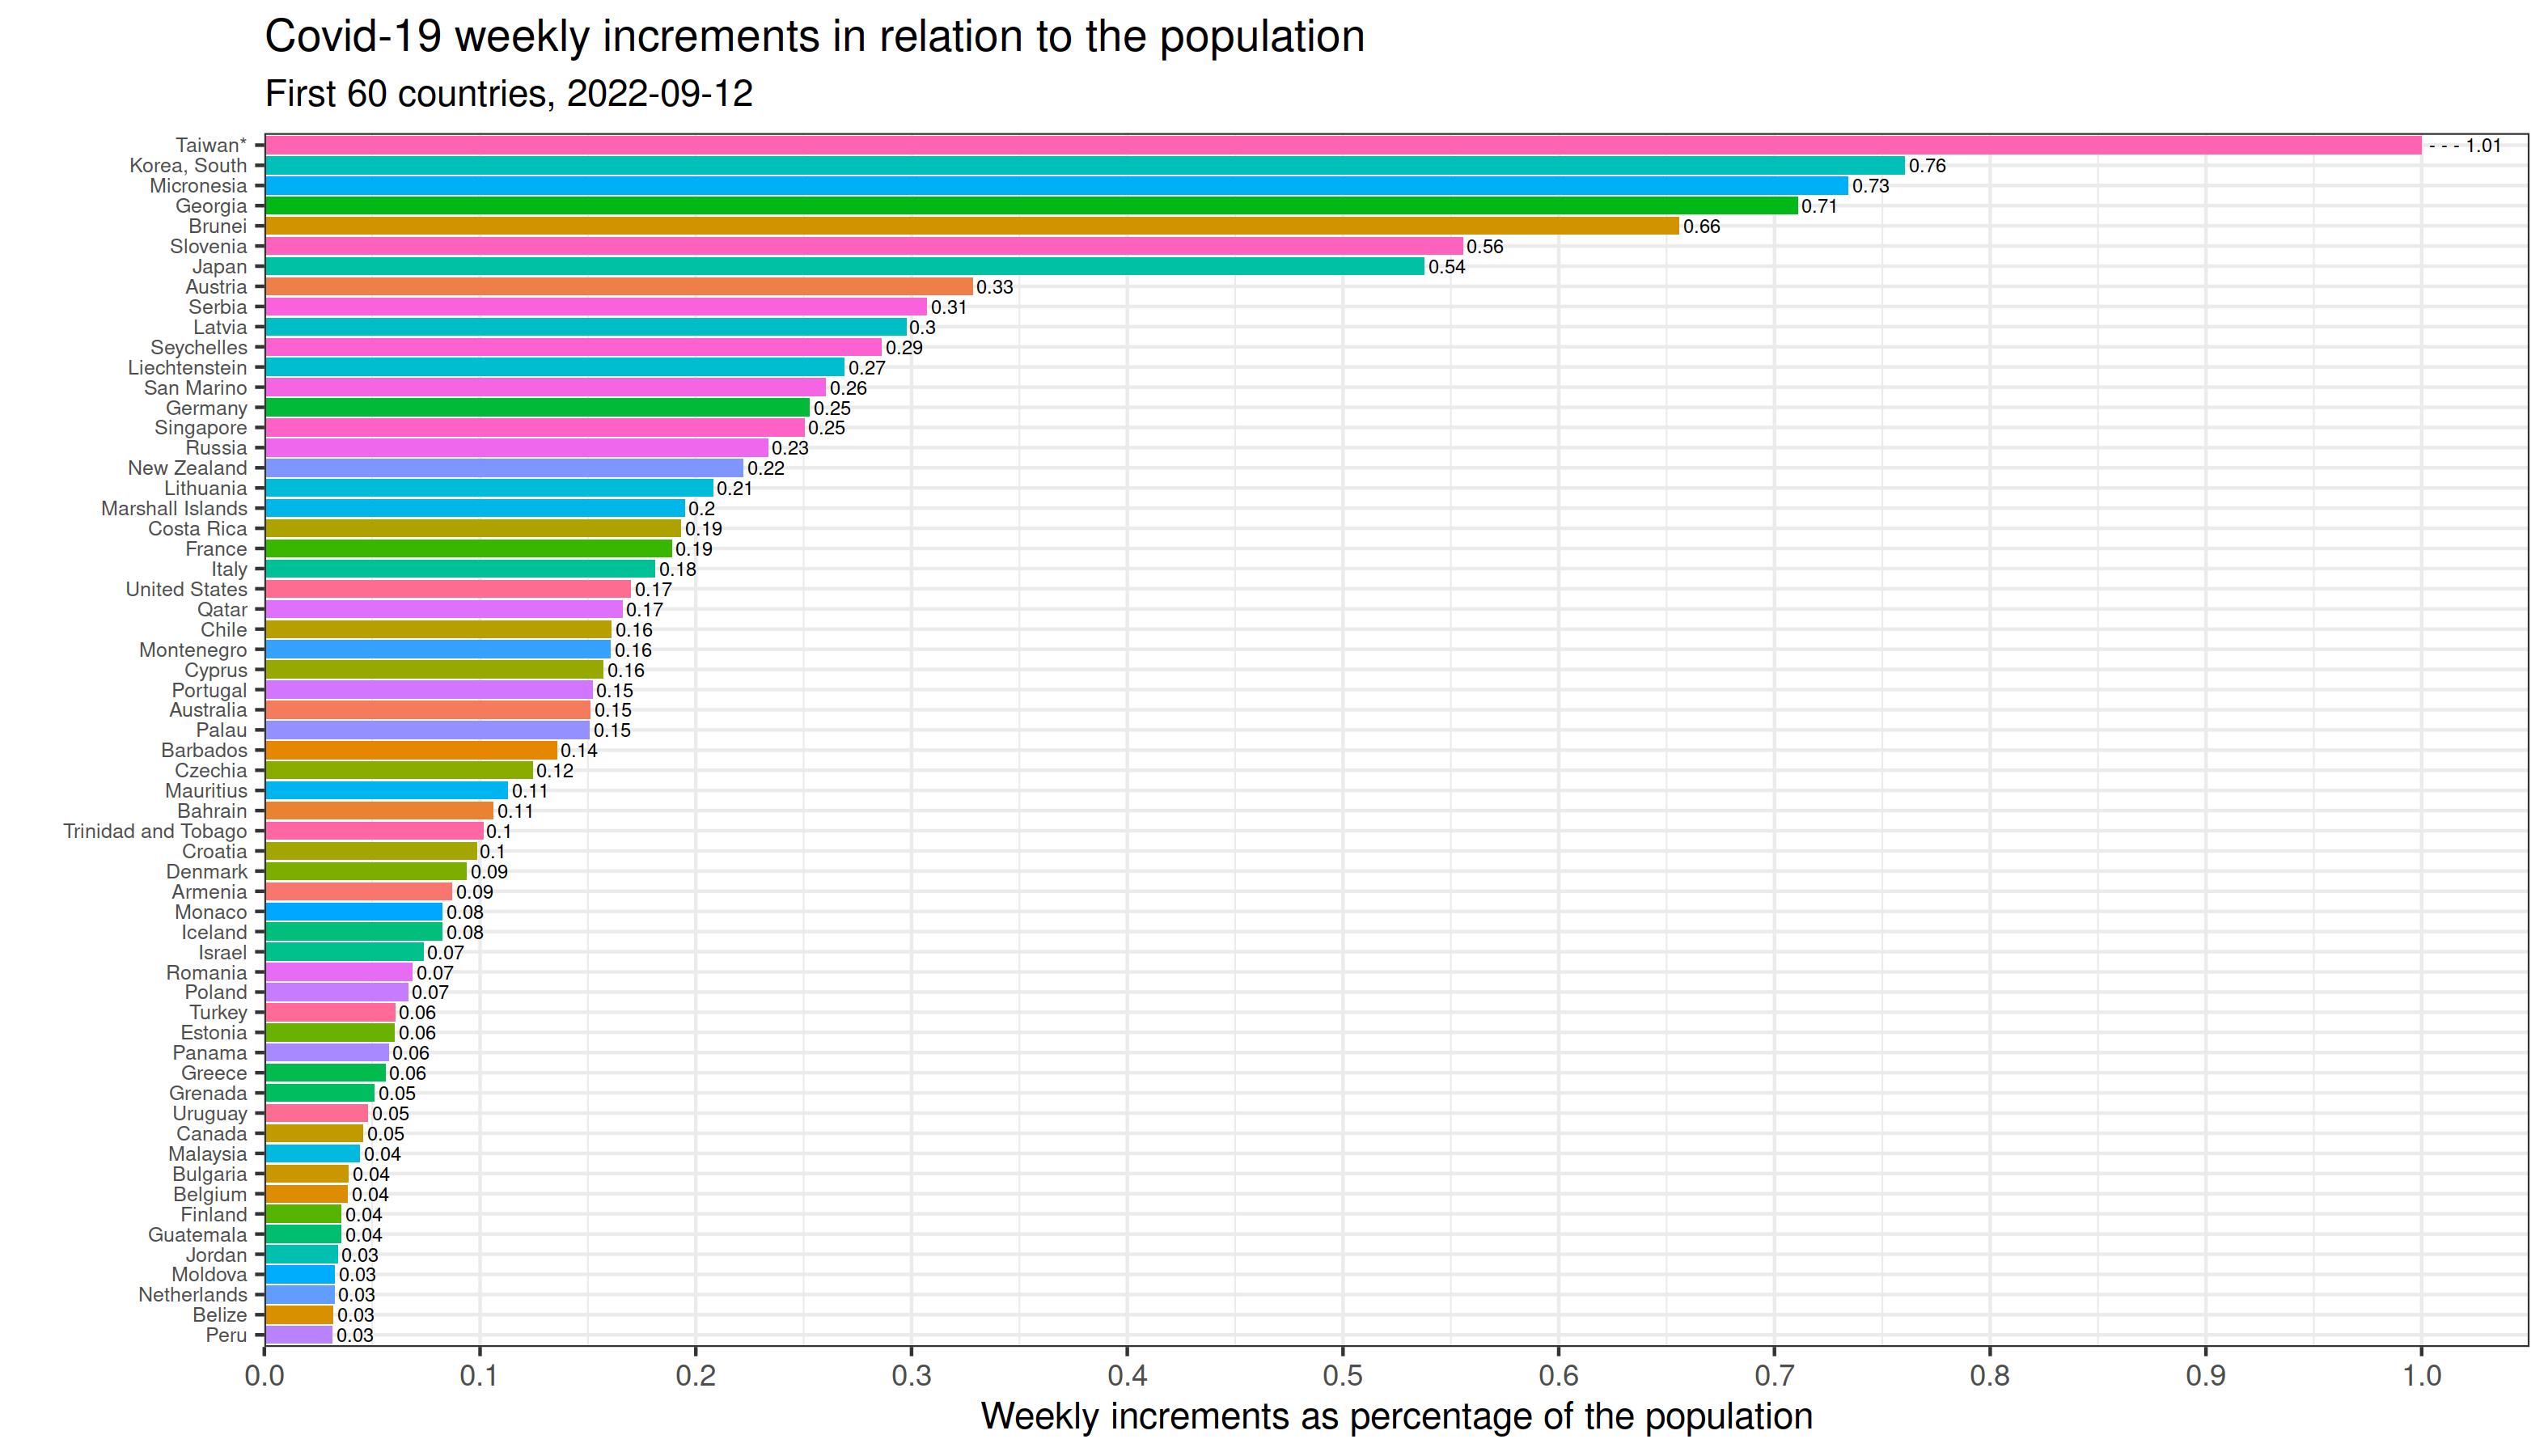 Covid-19 weekly increments in relation to the population
First 60 countries, 2022-09-12
Taiwan* - - - 1.01
Korea, South 0.76
Micronesia 0.73
Georgia 0.71
Brunei 0.66
Slovenia 0.56
Japan 0.54
Austria 0.33
Serbia 0.31
Latvia 0.3
Seychelles 0.29
Liechtenstein 0.27
San Marino 0.26
Germany 0.25
Singapore 0.25
Russia 0.23
New Zealand 0.22
Lithuania 0.21
Marshall Islands 0.2
Costa Rica 0.19
France 0.19
Italy 0.18
United States 0.17
Qatar 0.17
Chile 0.16
Montenegro 0.16
Cyprus 0.16
Portugal 0.15
Australia 0.15
Palau 0.15
Barbados 0.14
Czechia 0.12
Mauritius 0.11
Bahrain 0.11
Trinidad and Tobago 0.1
Croatia 0.1
Denmark 0.09
Armenia 0.09
Monaco 0.08
Iceland 0.08
Israel 0.07
Romania 0.07
Poland 0.07
Turkey 0.06
Estonia 0.06
Panama 0.06
Greece 0.06
Grenada 0.05
Uruguay 0.05
Canada 0.05
Malaysia 0.04
Bulgaria 0.04
Belgium 0.04
Finland 0.04
Guatemala 0.04
Jordan 0.03
Moldova 0.03
Netherlands 0.03
Belize 0.03
Peru 0.03
0.0 0.1 0.2 0.3 0.4 0.5 0.6 0.7 0.8 0.9 1.0
Weekly increments as percentage of the population